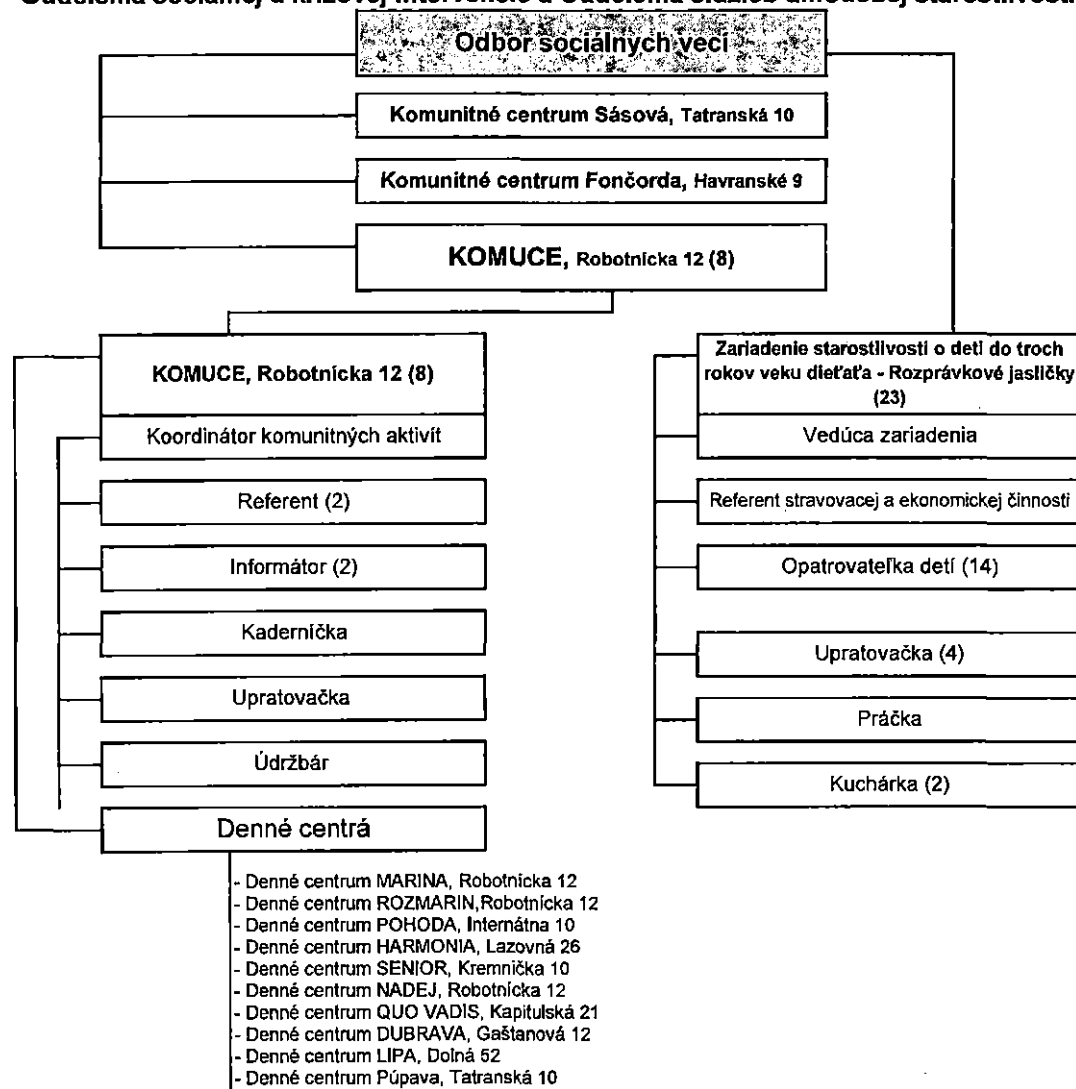 Odbor sociálnych vecí
Komunitné centrum Sásová, Tatranská 10
Komunitné centrum Fončorda, Havranské 9
KOMUCE, Robotnícka 12 (8)
KOMUCE, Robotnícka 12 (8)
Koordinátor komunitných aktivít
Referent (2)
Informátor (2)
Kaderníčka
Upratovačka
Údržbár
Denné centrá
- Denné centrum MARINA, Robotnícka 12
- Denné centrum ROZMARIN,Robotnícka 12
- Denné centrum POHODA, Internátna 10
- Denné centrum HARMONIA, Lazovná 26
- Denné centrum SENIOR, Kremnička 10
- Denné centrum NADEJ, Robotnícka 12
- Denné centrum QUO VADIS, Kapitulská 21
- Denné centrum DUBRAVA, Gaštanová 12
- Denné centrum LIPA, Dolná 52
- Denné centrum Púpava, Tatranská 10
Zariadenie starostlivosti o deti do troch
rokov veku dieťaťa - Rozprávkové jasličky
(23)
Vedúca zariadenia
Referent stravovacej a ekonomickej činnosti
Opatrovateľka detí (14)
Upratovačka (4)
Práčka
Kuchárka (2)